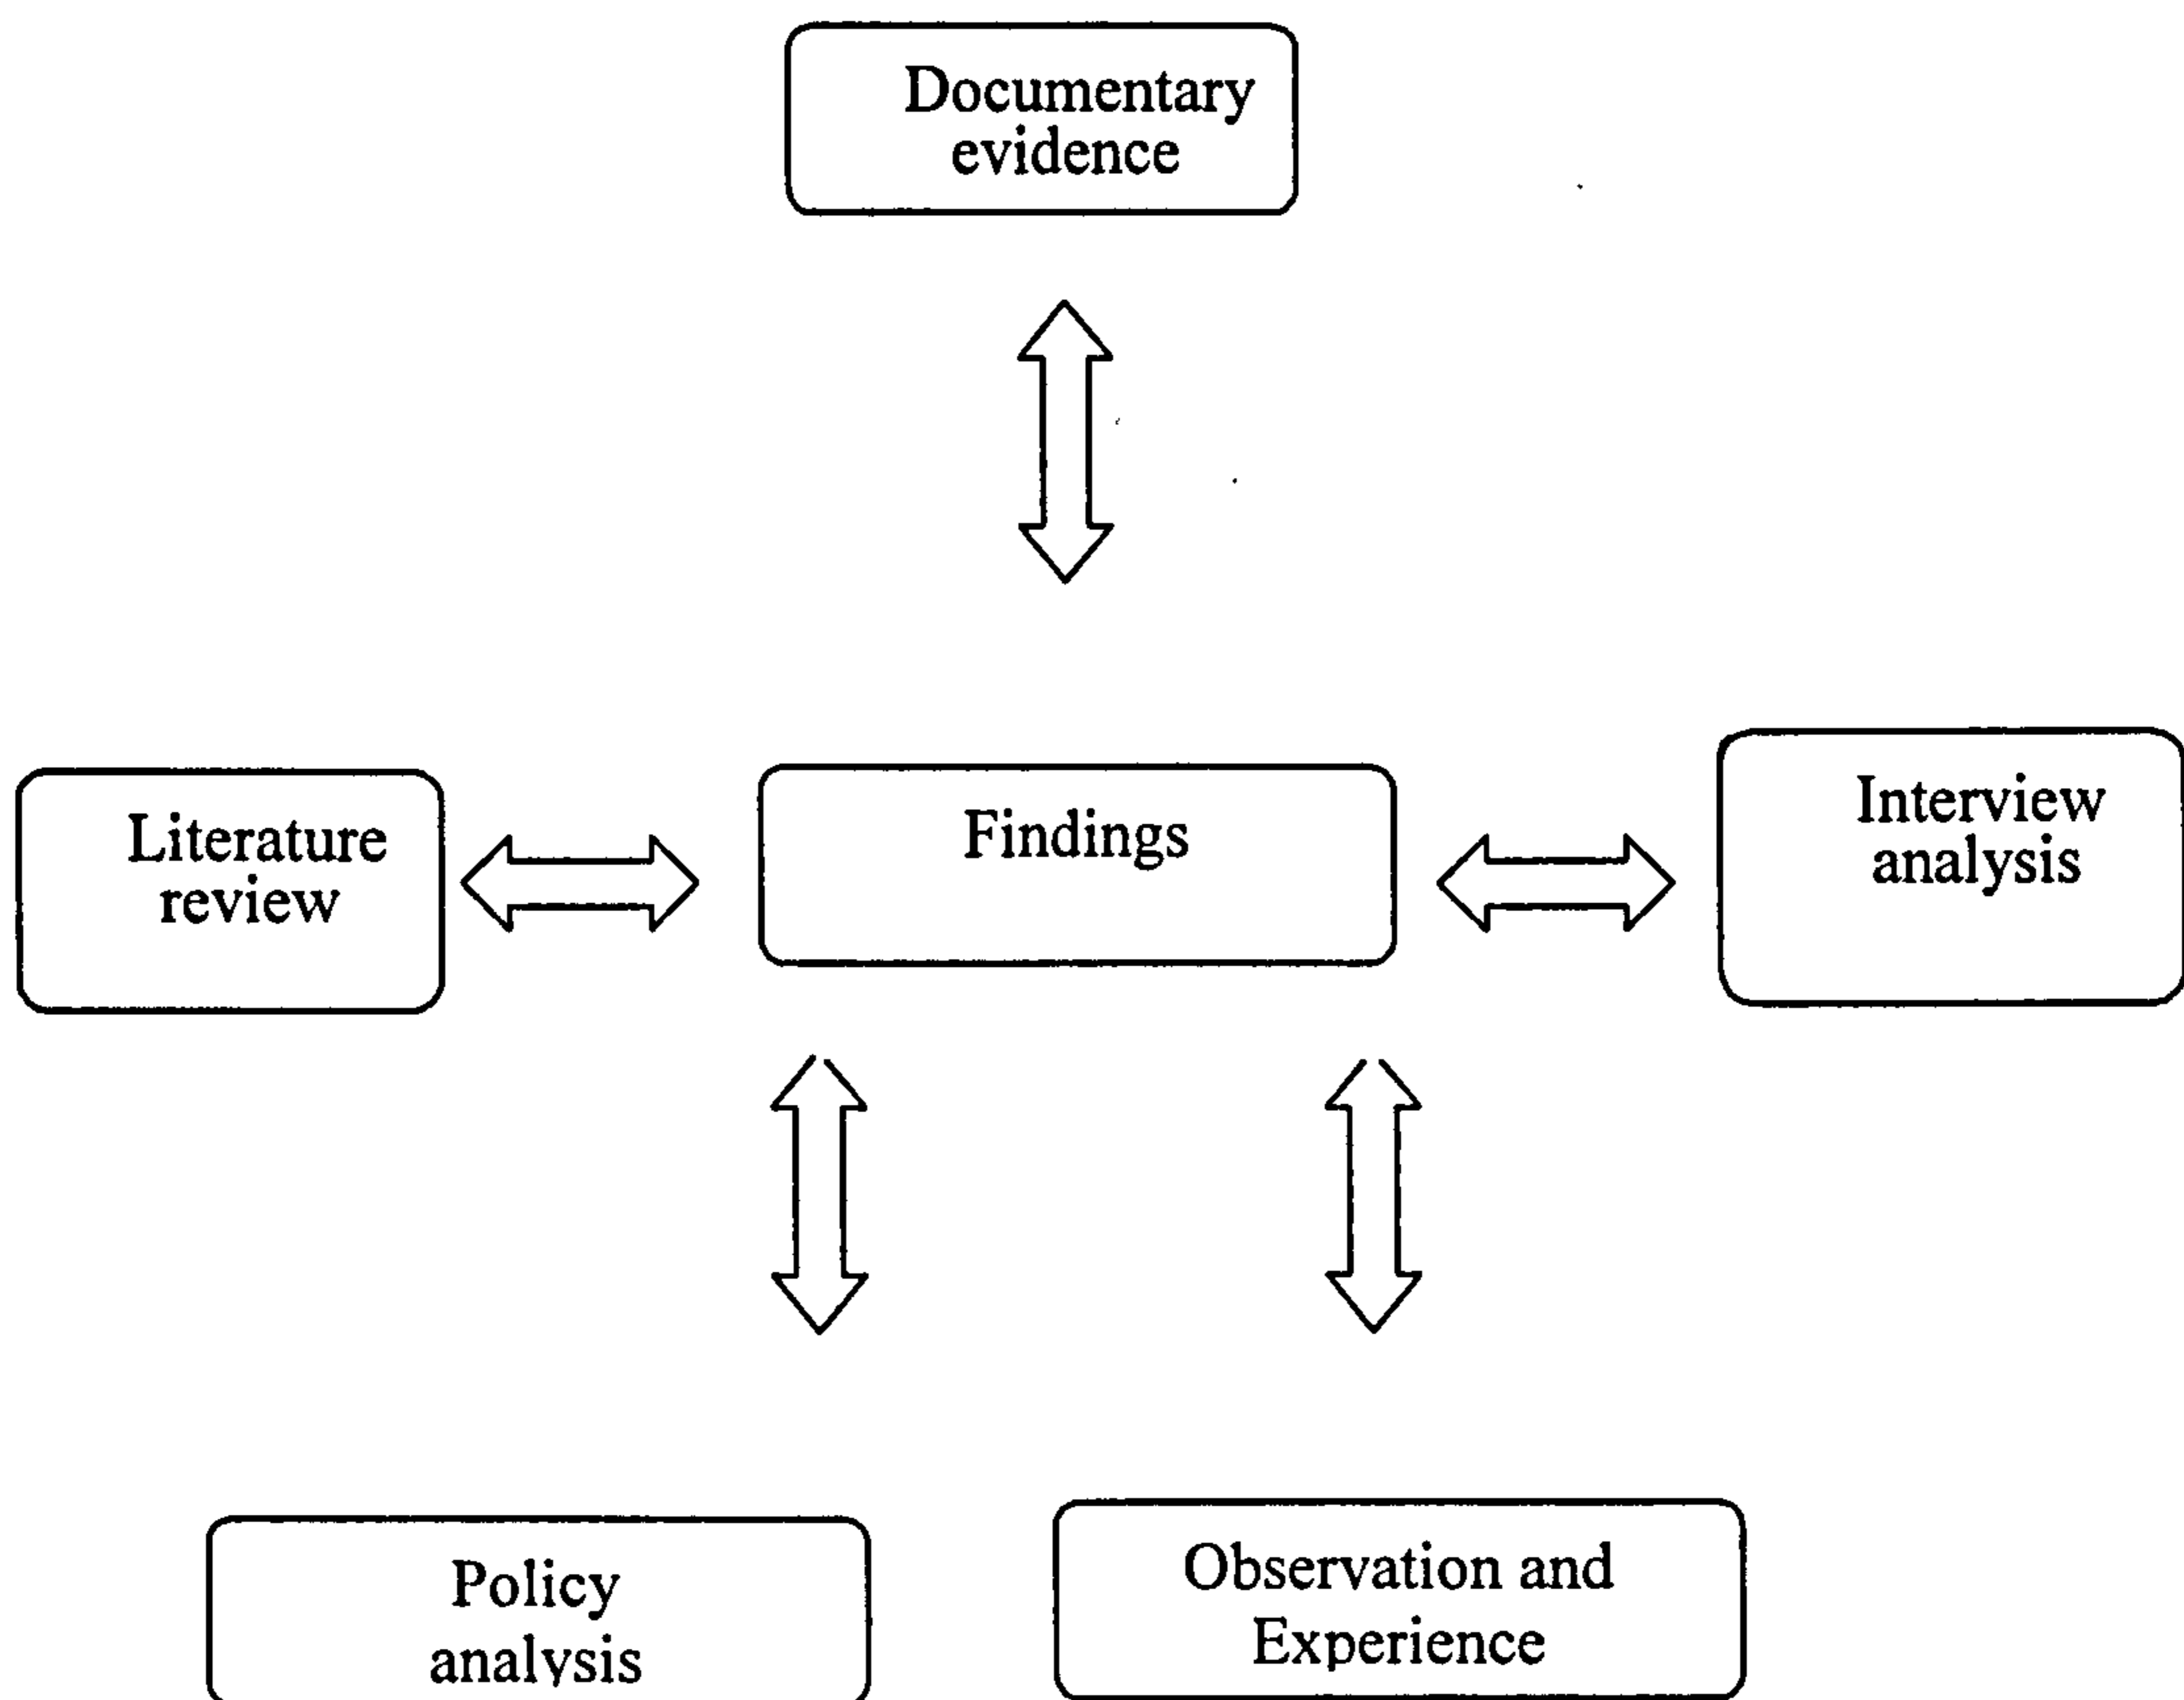 Documentary
evidence
Literature
review
Findings
Interview
analysis
Policy
analysis
Observation and
Experience